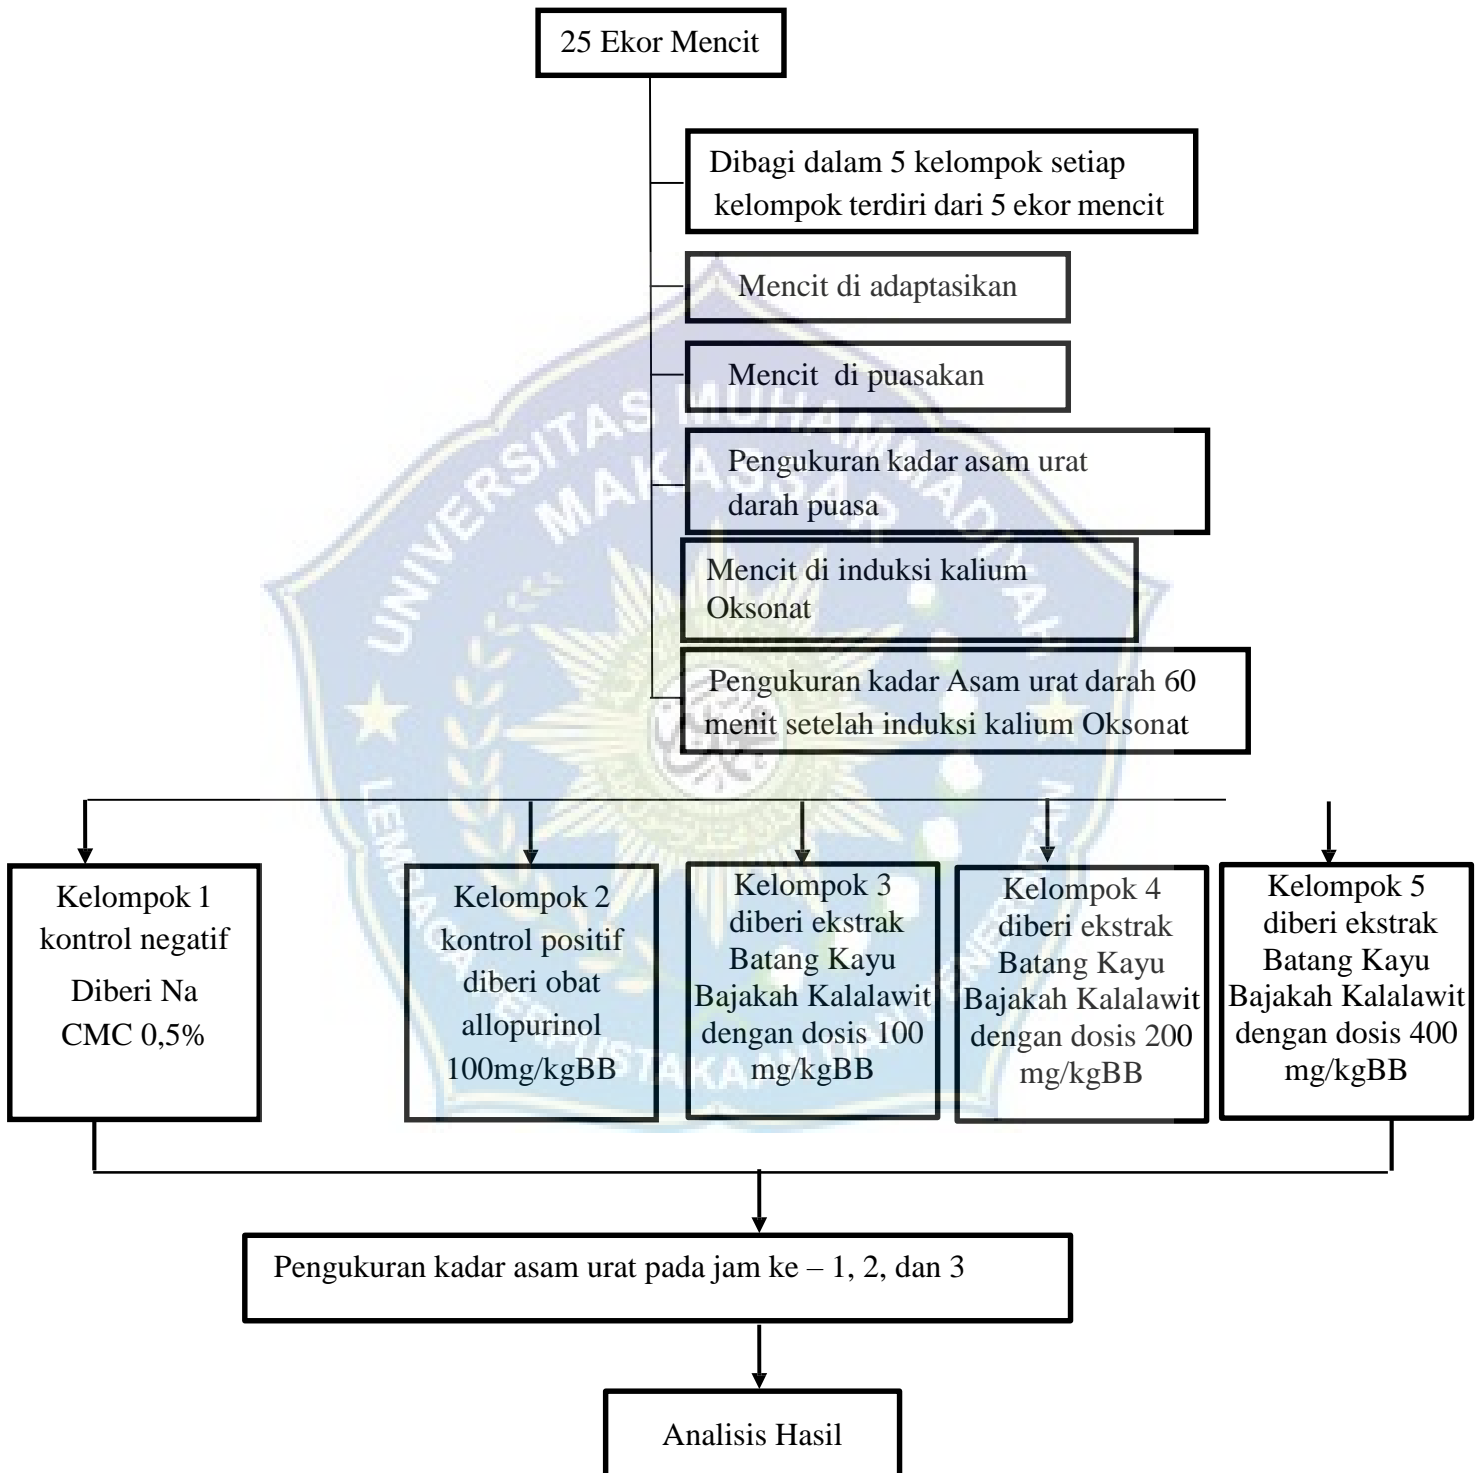 25 Ekor Mencit
Dibagi dalam 5 kelompok setiap
kelompok terdiri dari 5 ekor mencit
Mencit di adaptasikan
Mencit di puasakan
Pengukuran kadar asam urat
darah puasa
Mencit di induksi kalium
Oksonat
Pengukuran kadar Asam urat darah 60
menit setelah induksi kalium Oksonat
UNIVERSITAS MUHAMMADIYAH
MAKASSAR
Kelompok 1
kontrol negatif
Diberi Na
CMC 0,5%
Kelompok 2
kontrol positif
diberi obat
allopurinol
100mg/kgBB
Kelompok 3
diberi ekstrak
Batang Kayu
Bajakah Kalalawit
dengan dosis 100
mg/kgBB
Kelompok 4
diberi ekstrak
Batang Kayu
Bajakah Kalalawit
dengan dosis 200
mg/kgBB
Kelompok 5
diberi ekstrak
Batang Kayu
Bajakah Kalalawit
dengan dosis 400
mg/kgBB
Pengukuran kadar asam urat pada jam ke – 1, 2, dan 3
Analisis Hasil